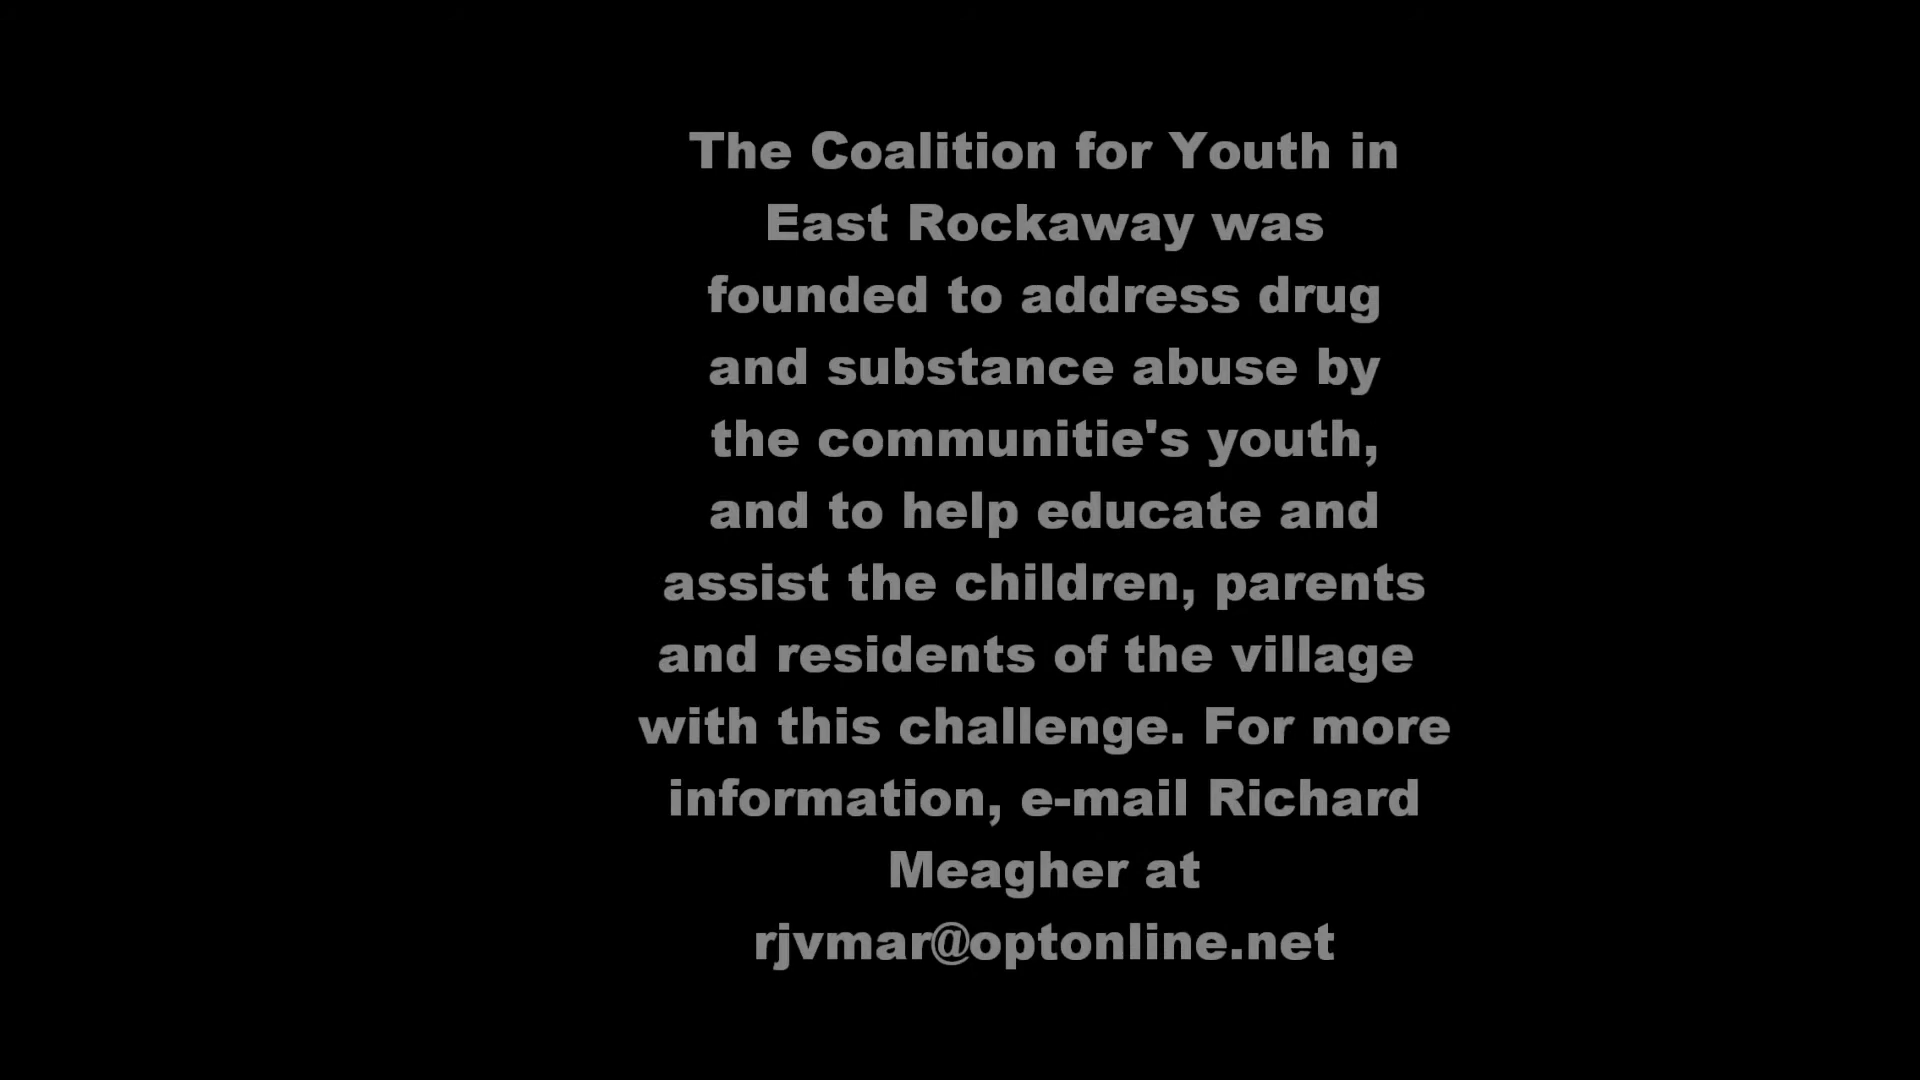 The Coalition for Youth in
East Rockaway was
founded to address drug
and substance abuse by
the communitie's youth,
and to help educate and
assist the children, parents
and residents of the village
with this challenge. For more
information, e-mail Richard
Meagher at
rjvmar@optonline.net